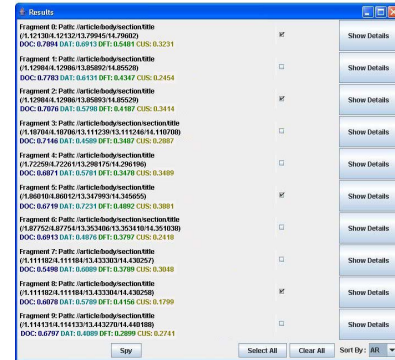 Results
Fragment 0: Path: //article/body/section/title
(/1.12130/4.12132/13.79945/14.79602)
DOC: 0.7894 DAT: 0.6913 DFT: 0.5481 CUS: 0.3231
Show Details
Fragment 1: Path: //article/body/section/title
(/1.12984/4.12986/13.85892/14.85528)
DOC: 0.7783 DAT: 0.6131 DFT: 0.4347 CUS: 0.2454
Show Details
Fragment 2: Path: //article/body/section/title
(/1.12984/4.12986/13.85893/14.85529)
DOC: 0.7076 DAT: 0.5798 DFT: 0.4187 CUS: 0.3414
Show Details
Fragment 3: Path: //article/body/section/section/title
(/1.18704/4.18706/13.111239/13.111246/14.110708)
DOC: 0.7146 DAT: 0.4589 DFT: 0.3487 CUS: 0.2887
Show Details
Fragment 4: Path: //article/body/section/title
(/1.72259/4.72261/13.298175/14.296196)
DOC: 0.6871 DAT: 0.5781 DFT: 0.3478 CUS: 0.3489
Show Details
Fragment 5: Path: //article/body/section/title
(/1.86010/4.86012/13.347993/14.345655)
DOC: 0.6719 DAT: 0.7231 DFT: 0.4892 CUS: 0.3881
Show Details
Fragment 6: Path: //article/body/section/section/title
(/1.87752/4.87754/13.353406/13.353410/14.351038)
DOC: 0.6913 DAT: 0.4876 DFT: 0.3797 CUS: 0.2418
Show Details
Fragment 7: Path: //article/body/section/title
(/1.111182/4.111184/13.433303/14.430257)
DOC: 0.5498 DAT: 0.6089 DFT: 0.3789 CUS: 0.3048
Show Details
Fragment 8: Path: //article/body/section/title
(/1.111182/4.111184/13.433304/14.430258)
DOC: 0.6078 DAT: 0.5789 DFT: 0.4156 CUS: 0.1799
Show Details
Fragment 9: Path: //article/body/section/title
(/1.114131/4.114133/13.443270/14.440188)
DOC: 0.6797 DAT: 0.4089 DFT: 0.2899 CUS: 0.2741
Show Details
Spy Select All Clear All Sort By: AR